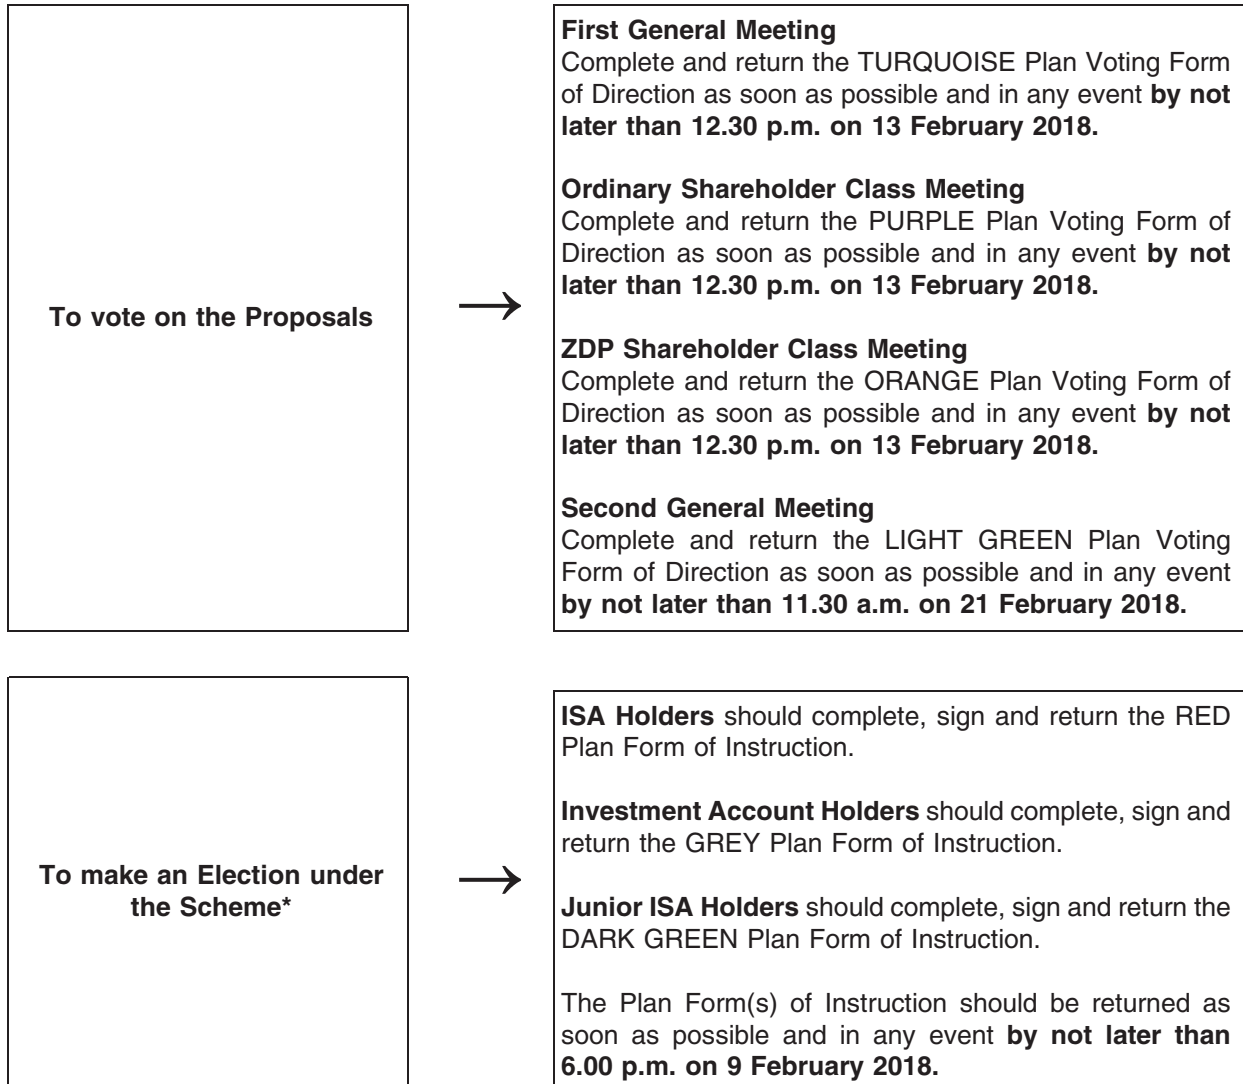 To vote on the Proposals
→
First General Meeting
Complete and return the TURQUOISE Plan Voting Form
of Direction as soon as possible and in any event by not
later than 12.30 p.m. on 13 February 2018.
Ordinary Shareholder Class Meeting
Complete and return the PURPLE Plan Voting Form of
Direction as soon as possible and in any event by not
later than 12.30 p.m. on 13 February 2018.
ZDP Shareholder Class Meeting
Complete and return the ORANGE Plan Voting Form of
Direction as soon as possible and in any event by not
later than 12.30 p.m. on 13 February 2018.
Second General Meeting
Complete and return the LIGHT GREEN Plan Voting
Form of Direction as soon as possible and in any event
by not later than 11.30 a.m. on 21 February 2018.
To make an Election under
the Scheme*
→
ISA Holders should complete, sign and return the RED
Plan Form of Instruction.
Investment Account Holders should complete, sign and
return the GREY Plan Form of Instruction.
Junior ISA Holders should complete, sign and return the
DARK GREEN Plan Form of Instruction.
The Plan Form(s) of Instruction should be returned as
soon as possible and in any event by not later than
6.00 p.m. on 9 February 2018.